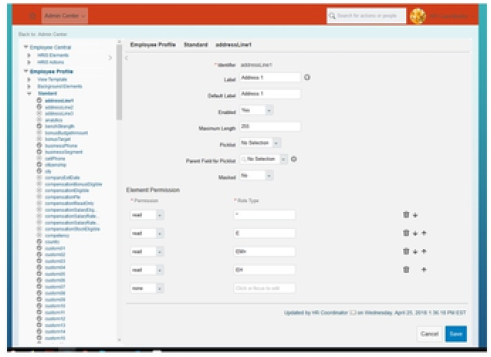 Admin Center
Search for actions or people
Back to: Admin Center
Employee Central
HRIS Elements
HRIS Actions
Employee Profile
View Template
Background Elements
Standard
addressLine1
addressLine2
addressLine3
analytics
benchStrength
bonusBudgetAmount
bonusTarget
businessPhone
businessSegment
cellPhone
citizenship
city
companyExitDate
compensationBonusEligible
compensationEligible
compensationFte
compensationReadOnly
compensationSalaryElig...
compensationSalaryRate...
compensationSalaryRate...
compensationStockEligible
competency
country
custom01
custom02
custom03
custom04
custom05
custom06
custom07
custom08
custom09
custom10
custom11
custom12
custom13
custom14
custom15
Employee Profile Standard addressLine1
* Identifier addressLine1
Label Address 1
Default Label Address 1
Enabled Yes
Maximum Length 255
Picklist No Selection
Parent Field for Picklist No Selection
Masked No
Element Permission
* Permission * Role Type
read *
read E
read EM+
read EH
none Click or focus to edit
Updated by HR Coordinator on Wednesday, April 25, 2018 1:36:18 PM EST
Cancel Save